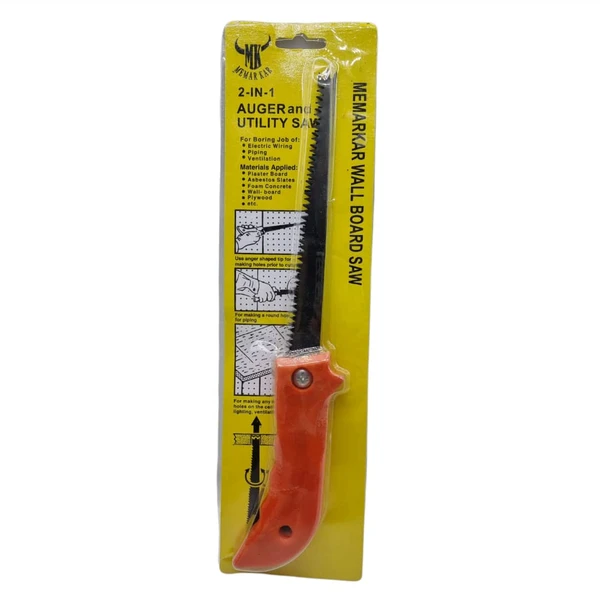 MK
MEMARKAR
2-IN-1
AUGER and
UTILITY SAW
For Boring Job of:
Electric Wiring
Piping
Ventilation
Materials Applied:
Plaster Board
Asbestos Slates
Foam Concrete
Wall-board
Plywood
etc.
Use anger shaped tip for
making holes prior to
For making a round
for piping
For making any
holes on the
lighting,
MEMARKAR WALL BOARD SAW